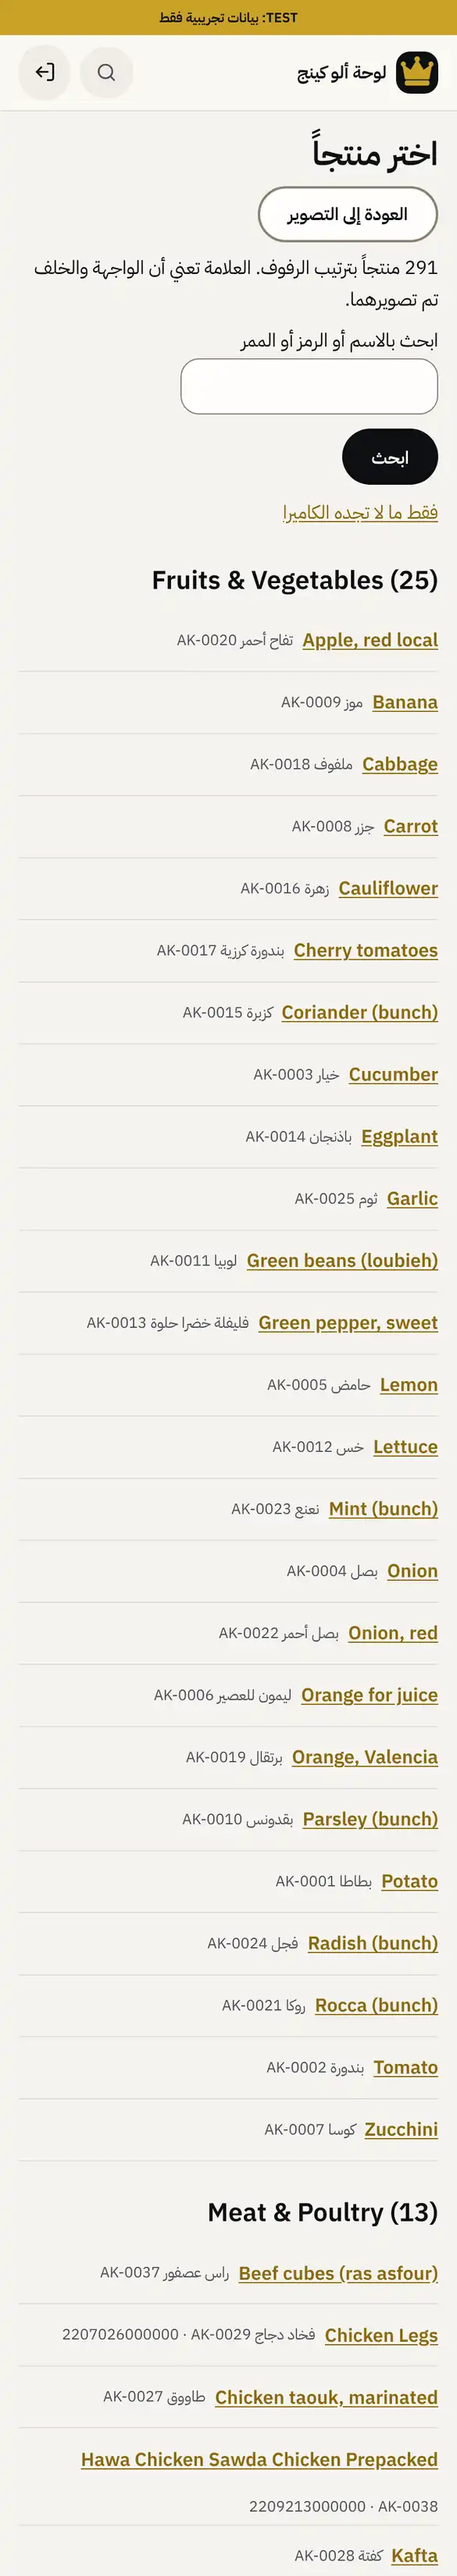 TEST: بيانات تجريبية فقط
لوحة ألو كينج
اختر منتجاً
العودة إلى التصوير
291 منتجاً بترتيب الرفوف. العلامة تعني أن الواجهة والخلف
تم تصويرهما.
ابحث بالاسم أو الرمز أو الممر
ابحث
فقط ما لا تجده الكاميرا
Fruits & Vegetables (25)
Apple, red local تفاح أحمر AK-0020
Banana موز AK-0009
Cabbage ملفوف AK-0018
Carrot جزر AK-0008
Cauliflower زهرة AK-0016
Cherry tomatoes بندورة كرزية AK-0017
Coriander (bunch) كزبرة AK-0015
Cucumber خيار AK-0003
Eggplant باذنجان AK-0014
Garlic ثوم AK-0025
Green beans (loubieh) لوبيا AK-0011
Green pepper, sweet فليفلة خضرا حلوة AK-0013
Lemon حامض AK-0005
Lettuce خس AK-0012
Mint (bunch) نعنع AK-0023
Onion بصل AK-0004
Onion, red بصل أحمر AK-0022
Orange for juice ليمون للعصير AK-0006
Orange, Valencia برتقال AK-0019
Parsley (bunch) بقدونس AK-0010
Potato بطاطا AK-0001
Radish (bunch) فجل AK-0024
Rocca (bunch) روكا AK-0021
Tomato بندورة AK-0002
Zucchini كوسا AK-0007
Meat & Poultry (13)
Beef cubes (ras asfour) راس عصفور AK-0037
Chicken Legs فخاد دجاج AK-0029 · 2207026000000
Chicken taouk, marinated طاووق AK-0027
Hawa Chicken Sawda Chicken Prepacked
2209213000000 · AK-0038
Kafta كفتة AK-0028